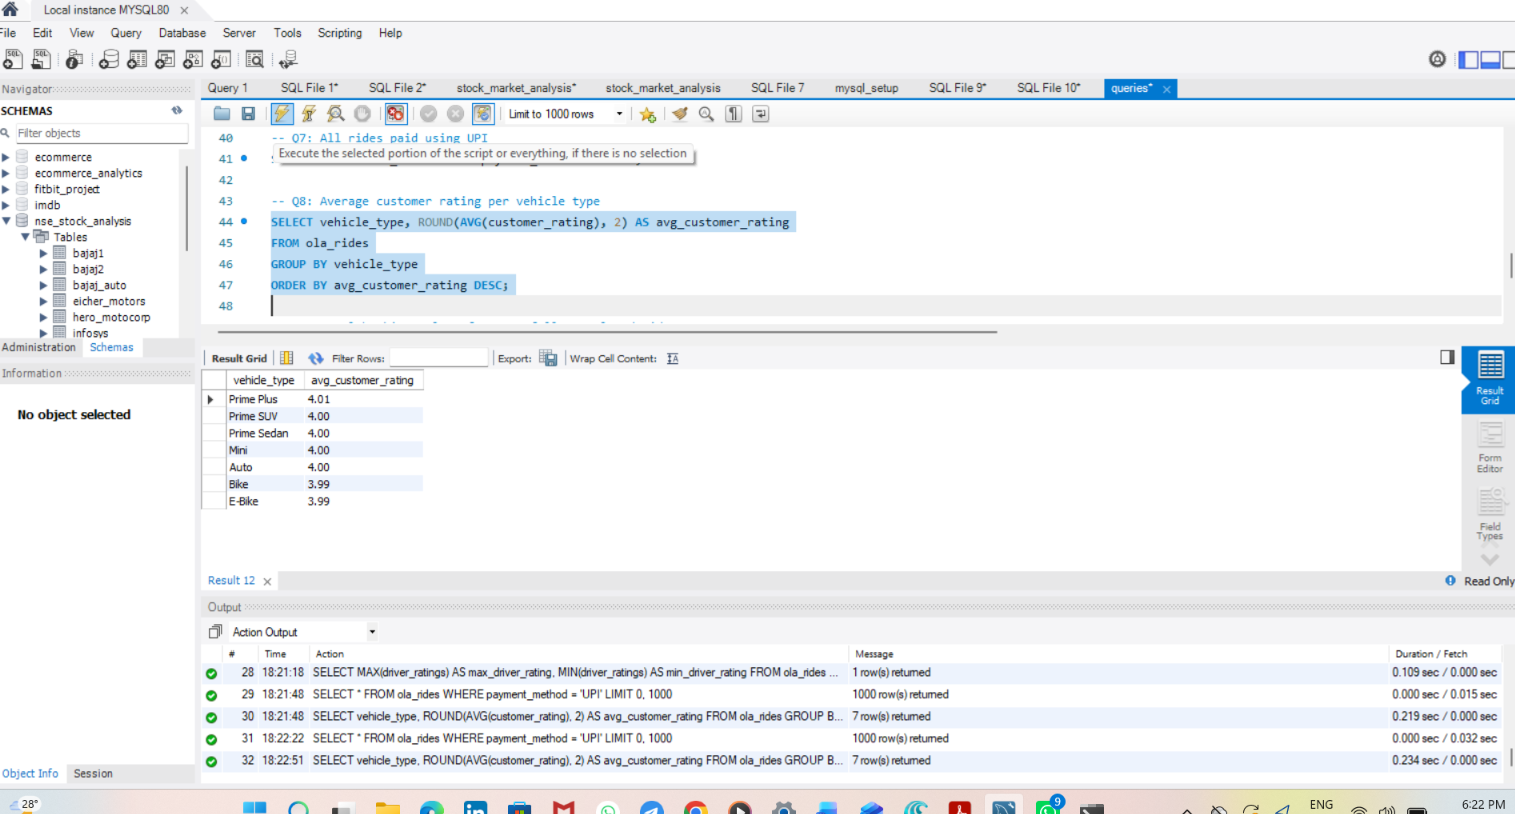 Local instance MYSQL80 ×
File Edit View Query Database Server Tools Scripting Help
Navigator
SCHEMAS
Filter objects
ecommerce
ecommerce_analytics
fitbit_project
imdb
nse_stock_analysis
Tables
bajaj1
bajaj2
bajaj_auto
eicher_motors
hero_motocorp
infosys
Administration Schemas
Information
No object selected
Object Info Session
Query 1 SQL File 1* SQL File 2* stock_market_analysis* stock_market_analysis SQL File 7 mysql_setup SQL File 9* SQL File 10* queries* ×
Limit to 1000 rows
40 -- Q7: All rides paid using UPI
41
Execute the selected portion of the script or everything, if there is no selection
42
43 -- Q8: Average customer rating per vehicle type
44 SELECT vehicle_type, ROUND(AVG(customer_rating), 2) AS avg_customer_rating
45 FROM ola_rides
46 GROUP BY vehicle_type
47 ORDER BY avg_customer_rating DESC;
48
Result Grid Filter Rows: Export: Wrap Cell Content:
vehicle_type avg_customer_rating
Prime Plus 4.01
Prime SUV 4.00
Prime Sedan 4.00
Mini 4.00
Auto 4.00
Bike 3.99
E-Bike 3.99
Result Grid
Form Editor
Field Types
Result 12 ×
Read Only
Output
Action Output
# Time Action Message Duration / Fetch
28 18:21:18 SELECT MAX(driver_ratings) AS max_driver_rating, MIN(driver_ratings) AS min_driver_rating FROM ola_rides ... 1 row(s) returned 0.109 sec / 0.000 sec
29 18:21:48 SELECT * FROM ola_rides WHERE payment_method = 'UPI' LIMIT 0, 1000 1000 row(s) returned 0.000 sec / 0.015 sec
30 18:21:48 SELECT vehicle_type, ROUND(AVG(customer_rating), 2) AS avg_customer_rating FROM ola_rides GROUP B... 7 row(s) returned 0.219 sec / 0.000 sec
31 18:22:22 SELECT * FROM ola_rides WHERE payment_method = 'UPI' LIMIT 0, 1000 1000 row(s) returned 0.000 sec / 0.032 sec
32 18:22:51 SELECT vehicle_type, ROUND(AVG(customer_rating), 2) AS avg_customer_rating FROM ola_rides GROUP B... 7 row(s) returned 0.234 sec / 0.000 sec
28°
9
ENG
6:22 PM